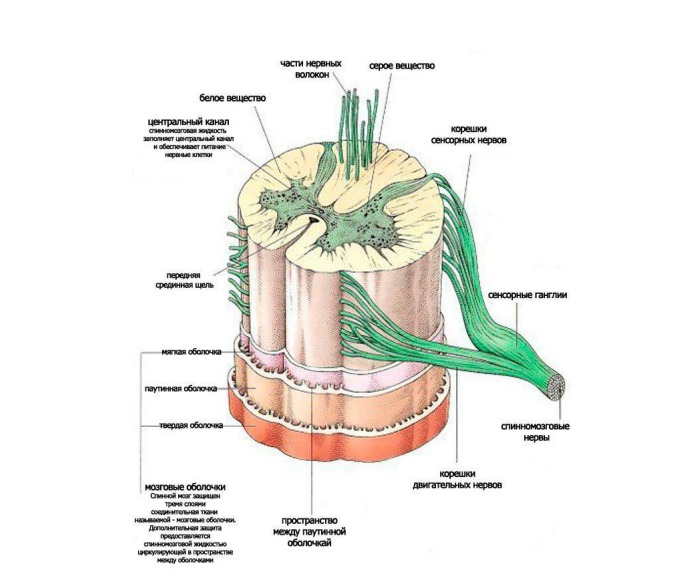 части нервных
волокон
серое вещество
белое вещество
центральный канал
спинномозговая жидкость
заполняет центральный канал
и обеспечивает питание
нервные клетки
корешки
сенсорных нервов
передняя
срединная щель
сенсорные ганглии
мягкая оболочка
паутинная оболочка
твердая оболочка
спинномозговые
нервы
корешки
двигательных нервов
мозговые оболочки
Спинной мозг защищен
тремя слоями
соединительная ткани
называемой - мозговые оболочки.
Дополнительная защита
предоставляется
спинномозговой жидкостью
циркулирующей в пространстве
между оболочками
пространство
между паутинной
оболочкай